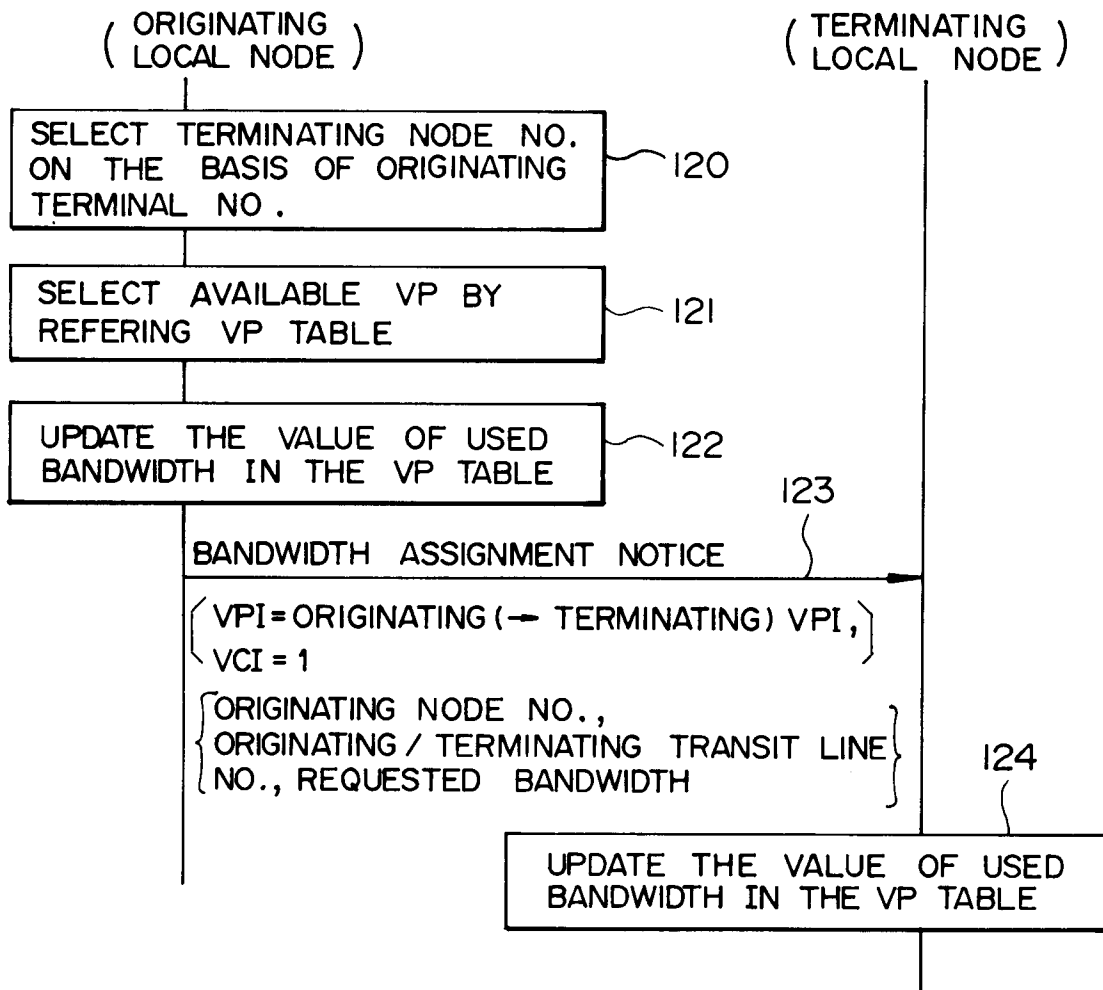 ( ORIGINATING
LOCAL NODE )
( TERMINATING
LOCAL NODE )
SELECT TERMINATING NODE NO.
ON THE BASIS OF ORIGINATING
TERMINAL NO.
120
SELECT AVAILABLE VP BY
REFERING VP TABLE
121
UPDATE THE VALUE OF USED
BANDWIDTH IN THE VP TABLE
122
123
BANDWIDTH ASSIGNMENT NOTICE
( VPI=ORIGINATING (→ TERMINATING) VPI,
VCI = 1 )
{ ORIGINATING NODE NO.,
ORIGINATING / TERMINATING TRANSIT LINE
NO., REQUESTED BANDWIDTH }
124
UPDATE THE VALUE OF USED
BANDWIDTH IN THE VP TABLE